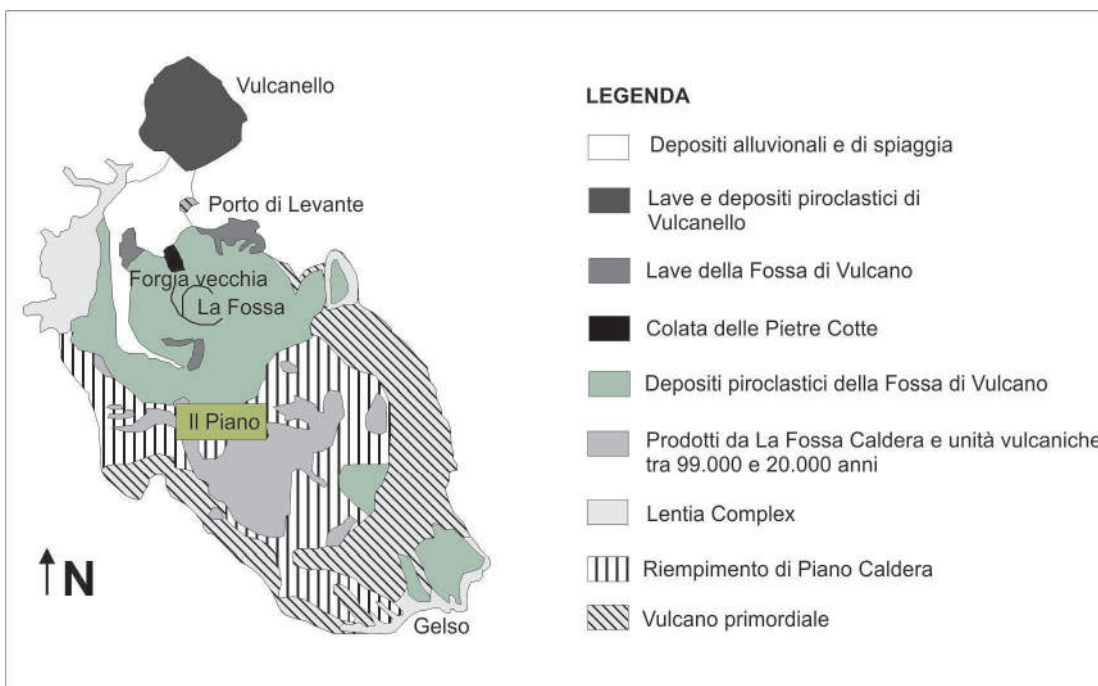 Vulcanello
Porto di Levante
Forgia vecchia
La Fossa
Il Piano
N
Gelso
LEGENDA
Depositi alluvionali e di spiaggia
Lave e depositi piroclastici di
Vulcanello
Lave della Fossa di Vulcano
Colata delle Pietre Cotte
Depositi piroclastici della Fossa di Vulcano
Prodotti da La Fossa Caldera e unità vulcaniche
tra 99.000 e 20.000 anni
Lentia Complex
Riempimento di Piano Caldera
Vulcano primordiale